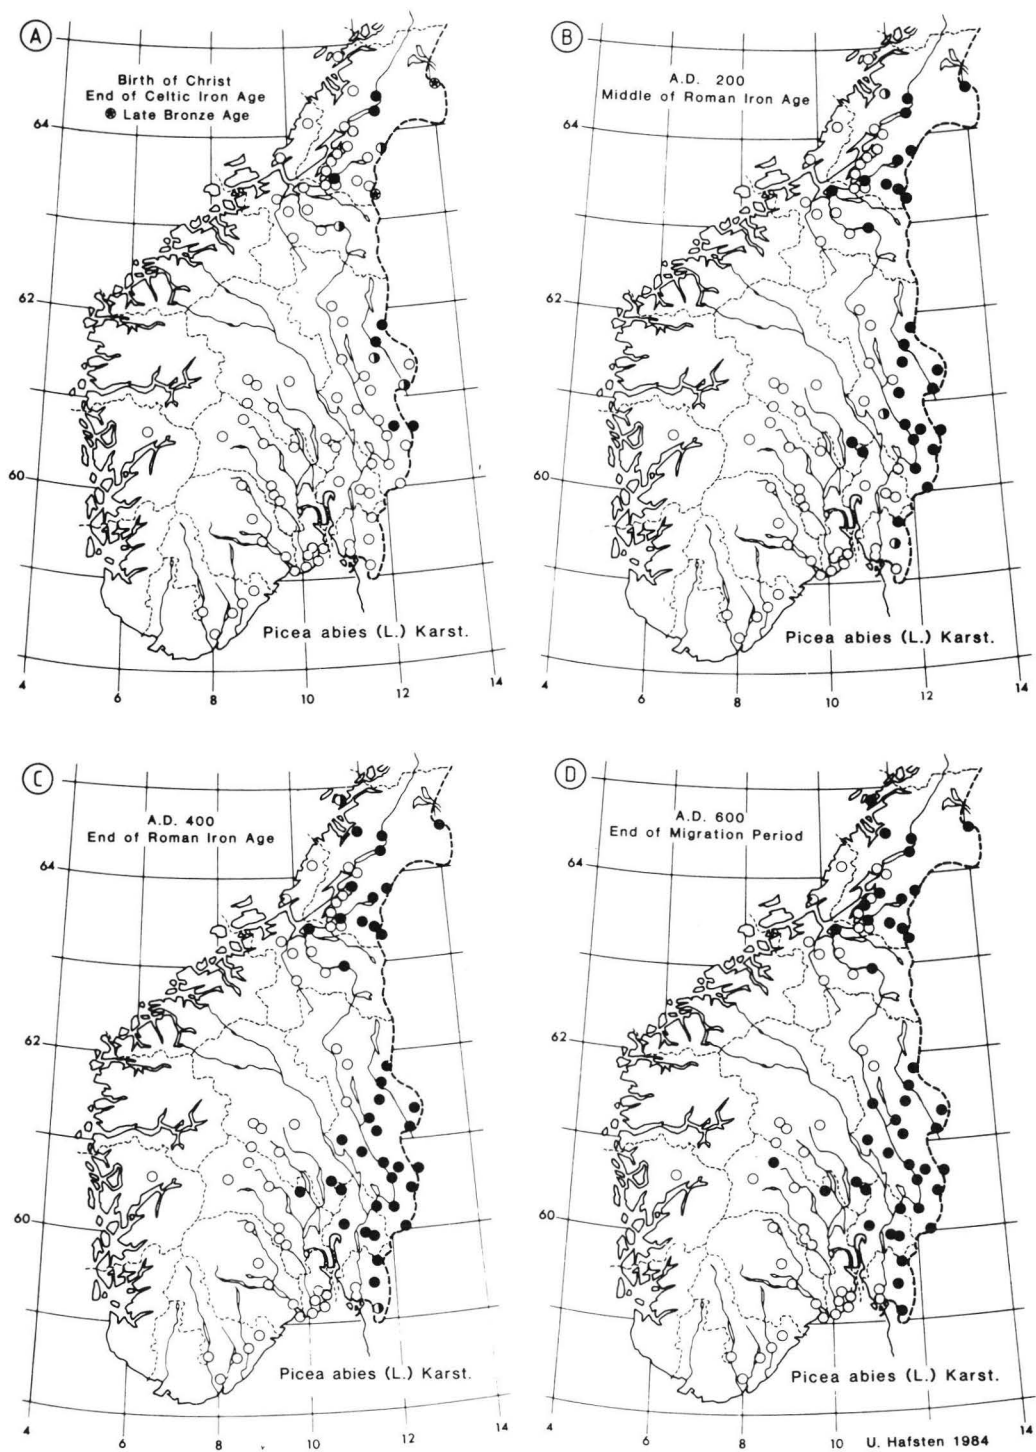 A
Birth of Christ
End of Celtic Iron Age
Late Bronze Age
64
62
60
Picea abies (L.) Karst.
4 6 8 10 12 14
B
A.D. 200
Middle of Roman Iron Age
64
62
60
Picea abies (L.) Karst.
4 6 8 10 12 14
C
A.D. 400
End of Roman Iron Age
64
62
60
Picea abies (L.) Karst.
4 6 8 10 12 14
D
A.D. 600
End of Migration Period
64
62
60
Picea abies (L.) Karst.
4 6 8 10 12 14
U. Hafsten 1984